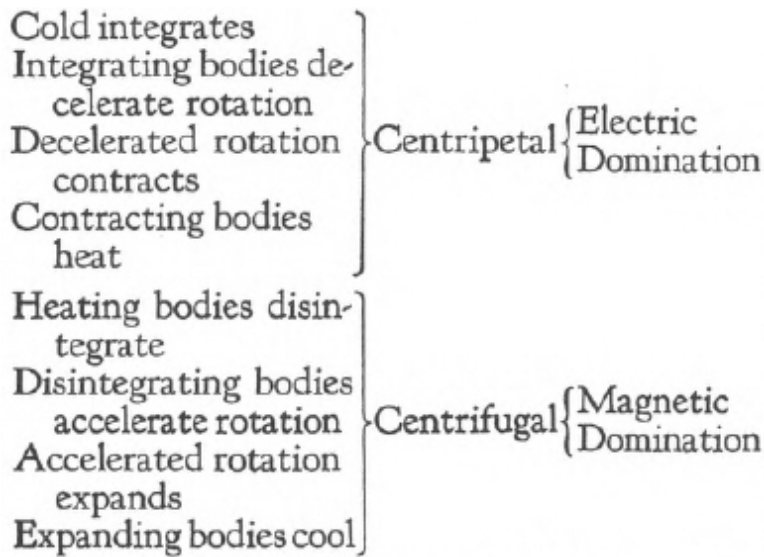 Cold integrates
Integrating bodies de-
celerate rotation
Decelerated rotation
contracts
Contracting bodies
heat
Centripetal
Electric
Domination
Heating bodies disin-
tegrate
Disintegrating bodies
accelerate rotation
Accelerated rotation
expands
Expanding bodies cool
Centrifugal
Magnetic
Domination